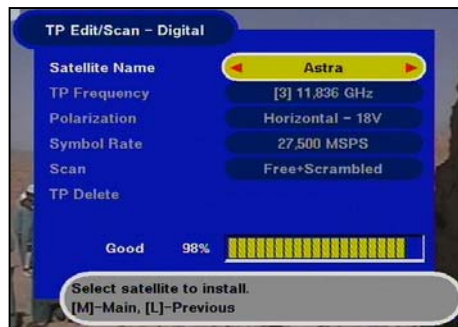 TP Edit/Scan – Digital
Satellite Name Astra
TP Frequency [3] 11,836 GHz
Polarization Horizontal – 18V
Symbol Rate 27,500 MSPS
Scan Free+Scrambled
TP Delete
Good 98%
Select satellite to install.
[M]-Main, [L]-Previous